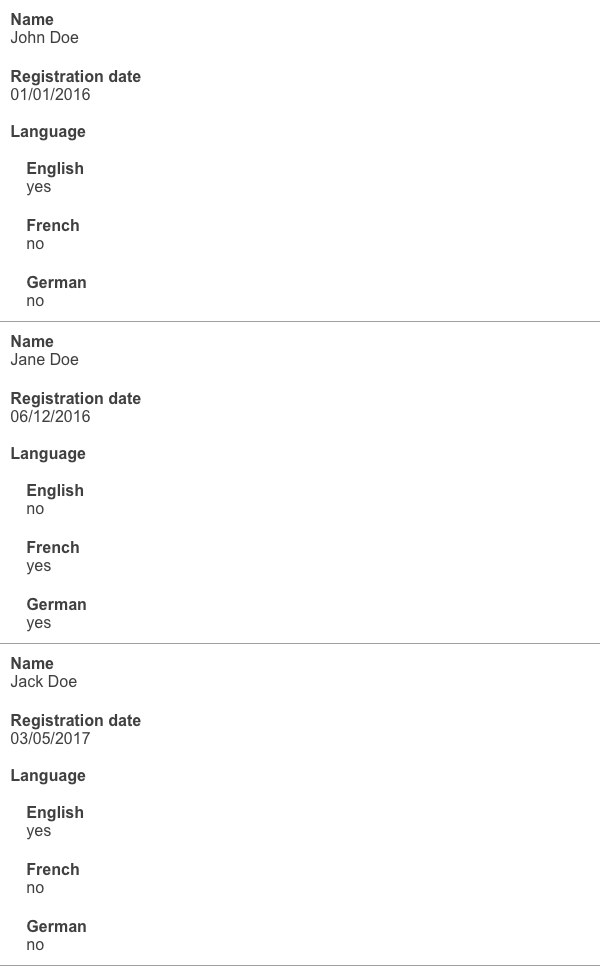 Name
John Doe
Registration date
01/01/2016
Language
English
yes
French
no
German
no
Name
Jane Doe
Registration date
06/12/2016
Language
English
no
French
yes
German
yes
Name
Jack Doe
Registration date
03/05/2017
Language
English
yes
French
no
German
no